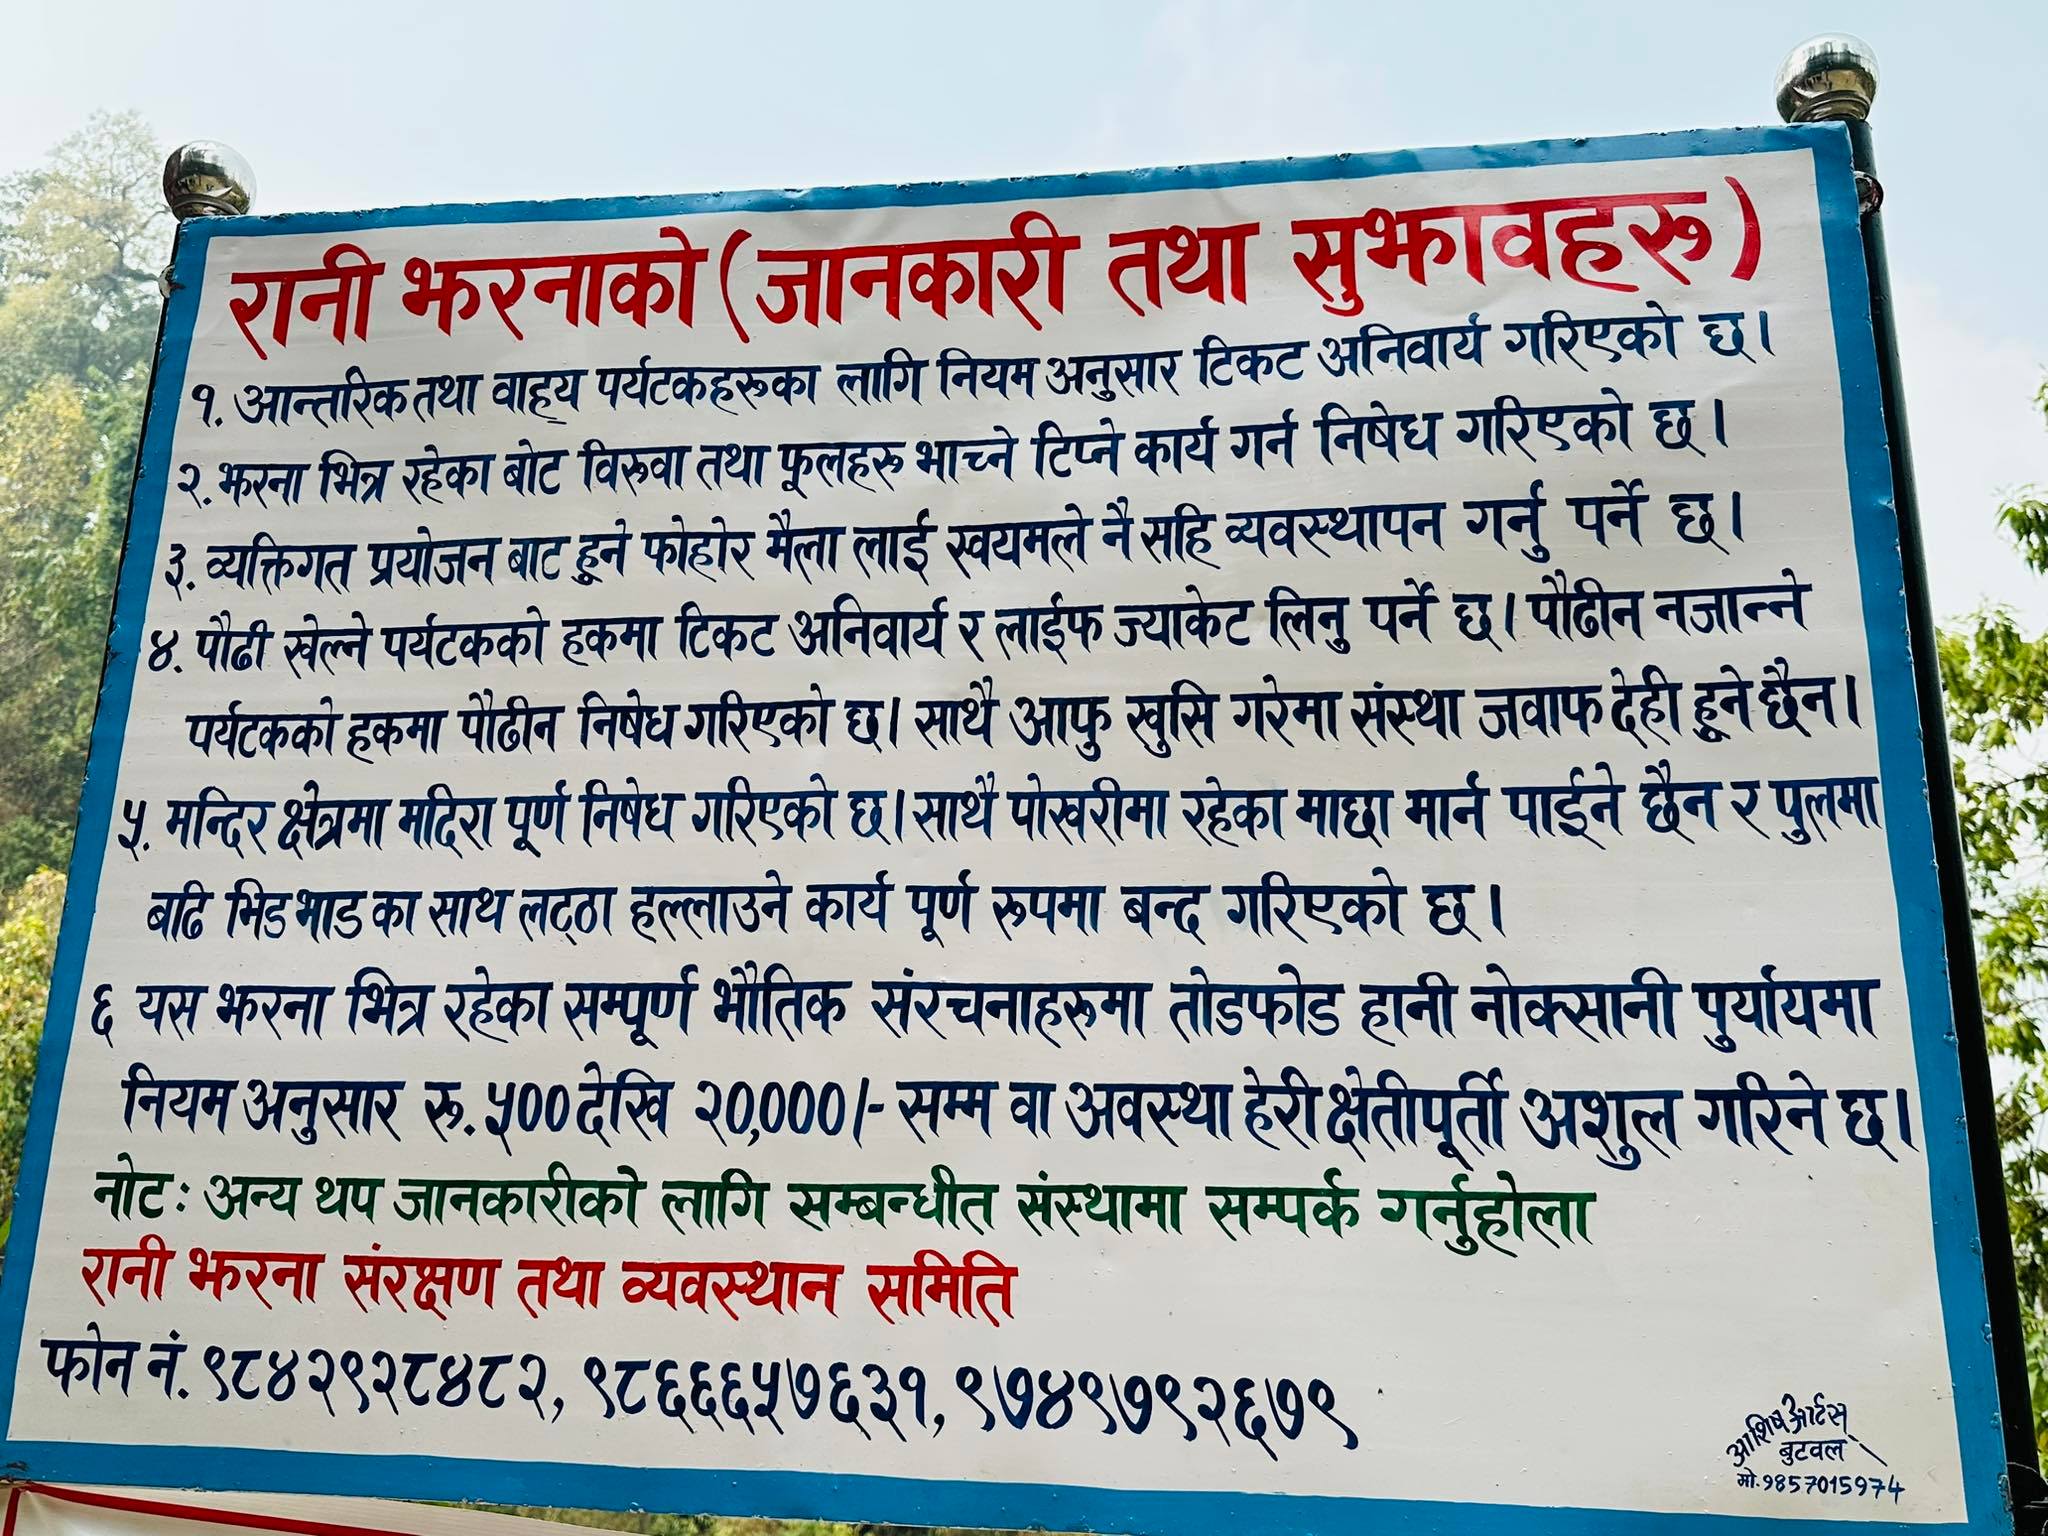 रानी झरनाको (जानकारी तथा सुझावहरू)
१. आन्तरिक तथा वाह्य पर्यटकहरूका लागि नियम अनुसार टिकट अनिवार्य गरिएको छ।
२. झरना भित्र रहेका बोट विरूवा तथा फूलहरू भाच्ने टिप्ने कार्य गर्न निषेध गरिएको छ।
३. व्यक्तिगत प्रयोजन बाट हुने फोहोर मैला लाई स्वयमले नै सहि व्यवस्थापन गर्नु पर्ने छ।
४. पौढी खेल्ने पर्यटकको हकमा टिकट अनिवार्य र लाईफ ज्याकेट लिनु पर्ने छ। पौढीन नजान्ने
पर्यटकको हकमा पौढीन निषेध गरिएको छ। साथै आफु खुसि गरेमा संस्था जवाफ देही हुने छैन।
५. मन्दिर क्षेत्रमा मदिरा पूर्ण निषेध गरिएको छ। साथै पोखरीमा रहेका माछा मार्न पाईने छैन र पुलमा
बढि भिडभाड का साथ लट्ठा हल्लाउने कार्य पूर्ण रूपमा बन्द गरिएको छ।
६ यस झरना भित्र रहेका सम्पूर्ण भौतिक संरचनाहरूमा तोडफोड हानी नोक्सानी पुर्यायमा
नियम अनुसार रू. ५०० देखि २०,०००/- सम्म वा अवस्था हेरी क्षेतीपूर्ती अशुल गरिने छ।
नोट: अन्य थप जानकारीको लागि सम्बन्धीत संस्थामा सम्पर्क गर्नुहोला
रानी झरना संरक्षण तथा व्यवस्थान समिति
फोन नं. ९८४२९२८४८२, ९८६६६५७६३१, ९७४९७९२६७९
आशिष आर्टस्
बुटवल
मो. 9857015974